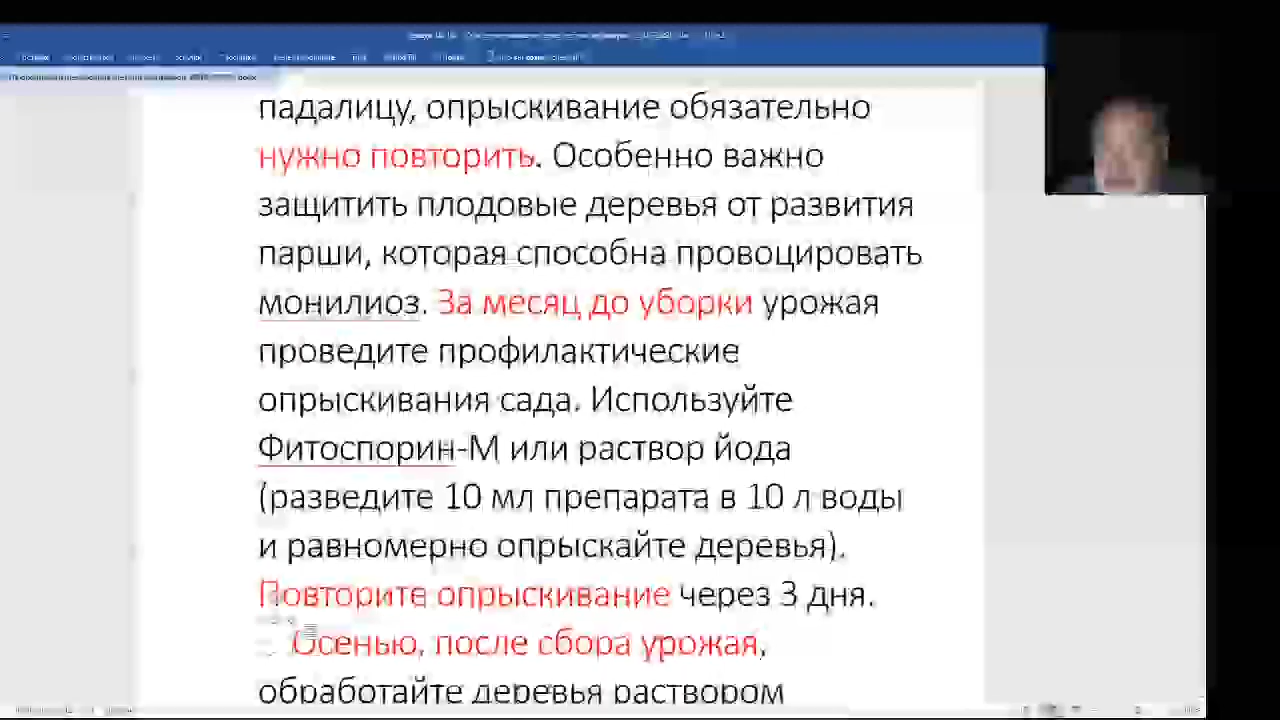 падалицу, опрыскивание обязательно
нужно повторить. Особенно важно
защитить плодовые деревья от развития
парши, которая способна провоцировать
монилиоз. За месяц до уборки урожая
проведите профилактические
опрыскивания сада. Используйте
Фитоспорин-М или раствор йода
(разведите 10 мл препарата в 10 л воды
и равномерно опрыскайте деревья).
Повторите опрыскивание через 3 дня.
Осенью, после сбора урожая,
обработайте деревья раствором